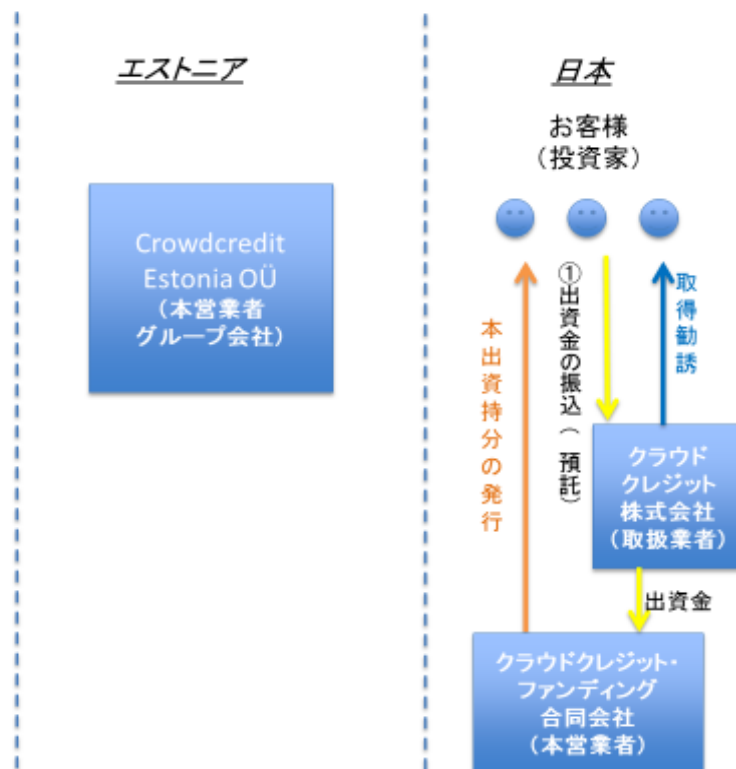 エストニア
Crowdcredit
Estonia OÜ
(本営業者
グループ会社)
日本
お客様
(投資家)
本出資持分の発行
①出資金の振込( 預託)
取得勧誘
クラウド
クレジット
株式会社
(取扱業者)
出資金
クラウドクレジット・
ファンディング
合同会社
(本営業者)